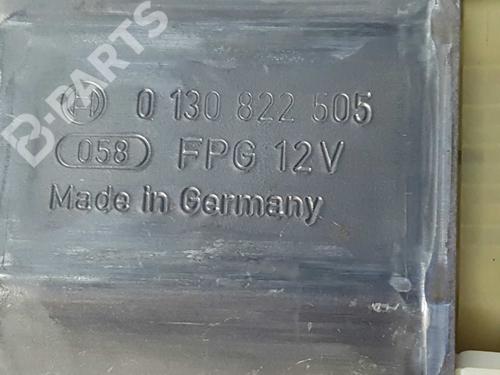 B-PARTS
0 130 822 505
058 FPG 12V
Made in Germany